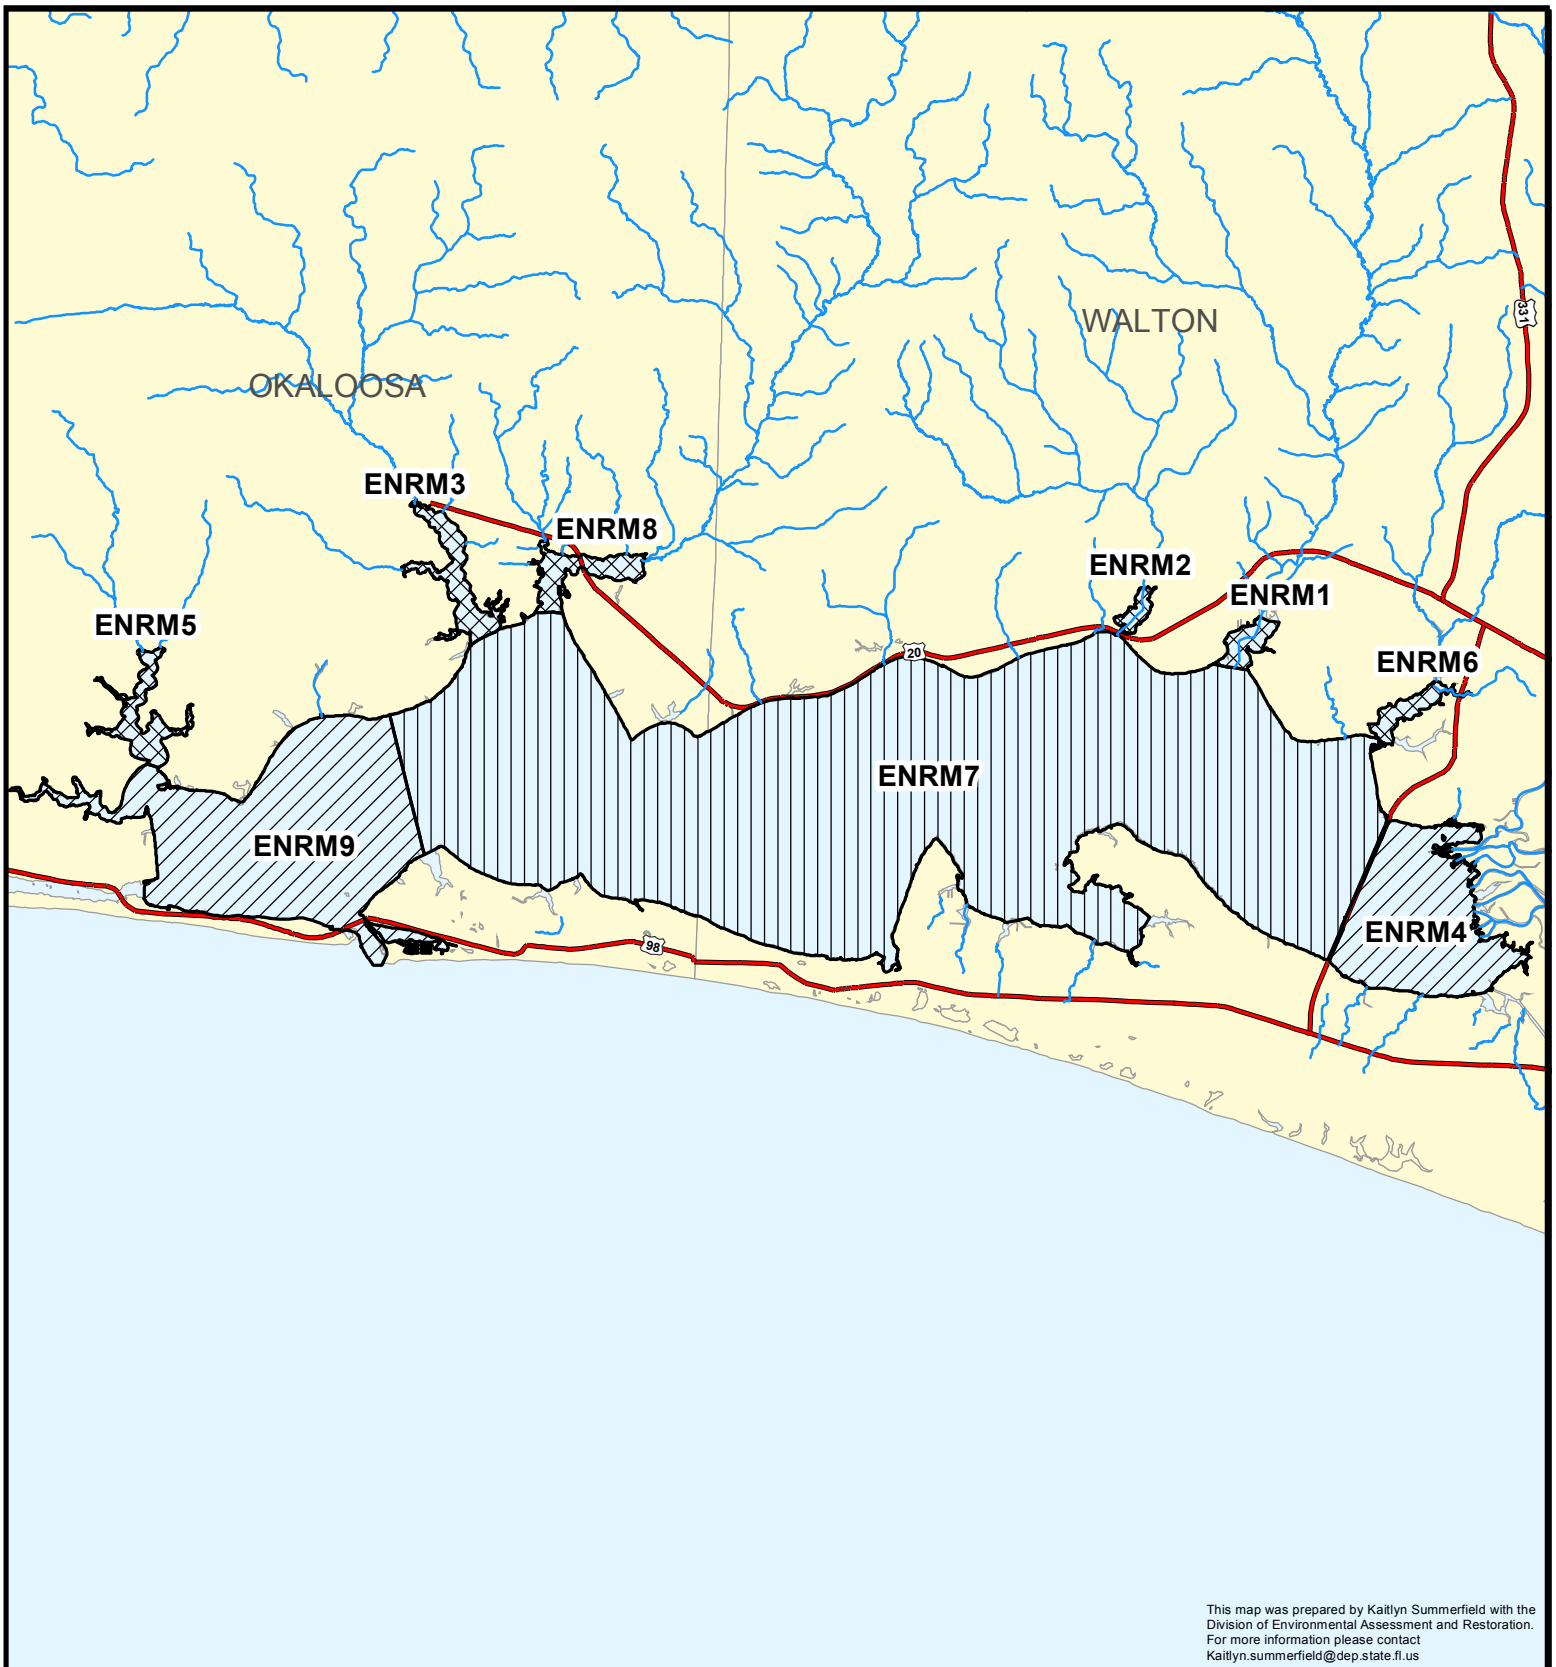 331
WALTON
OKALOOSA
ENRM3
ENRM8
ENRM2
ENRM1
ENRM5
20
ENRM6
ENRM7
ENRM9
ENRM4
98
This map was prepared by Kaitlyn Summerfield with the
Division of Environmental Assessment and Restoration.
For more information please contact
Kaitlyn.summerfield@dep.state.fl.us